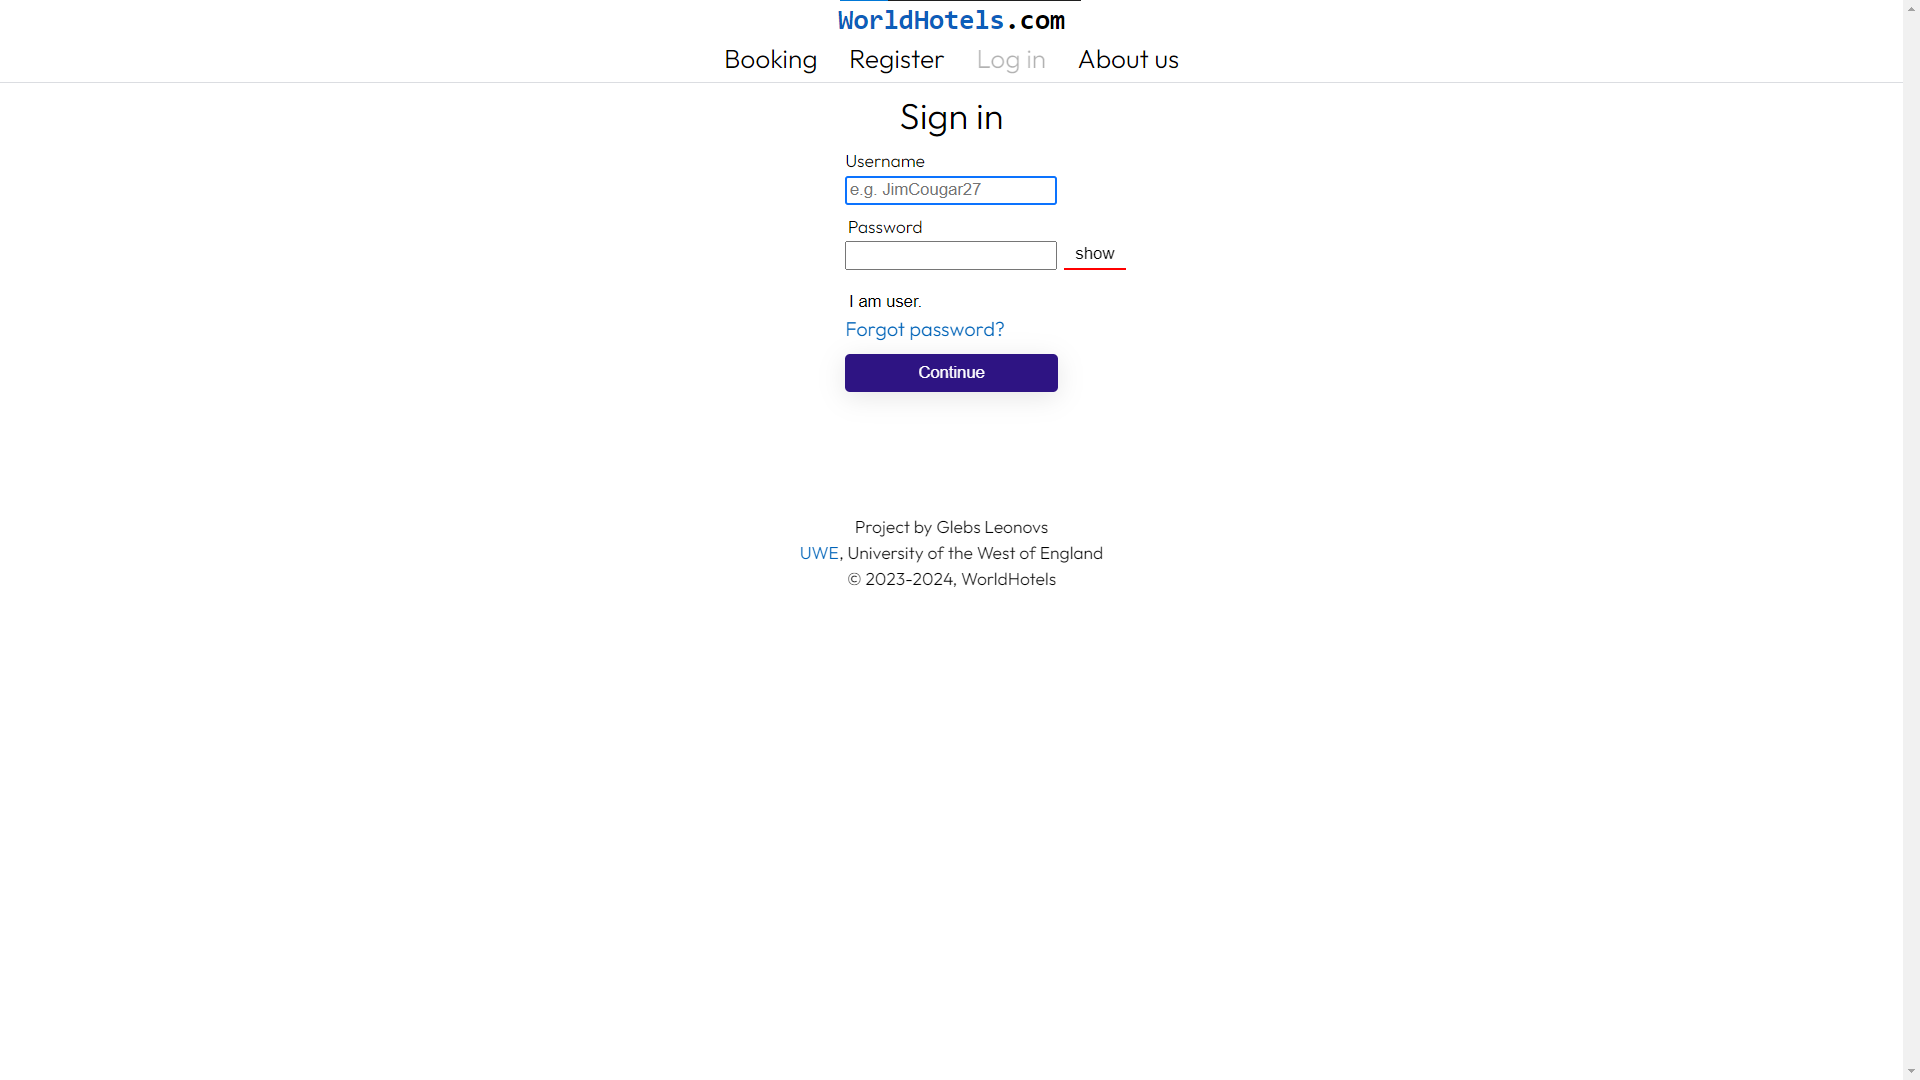 WorldHotels.com
Booking Register Log in About us
Sign in
Username
e.g. JimCougar27
Password
show
I am user.
Forgot password?
Continue
Project by Glebs Leonovs
UWE, University of the West of England
© 2023-2024, WorldHotels